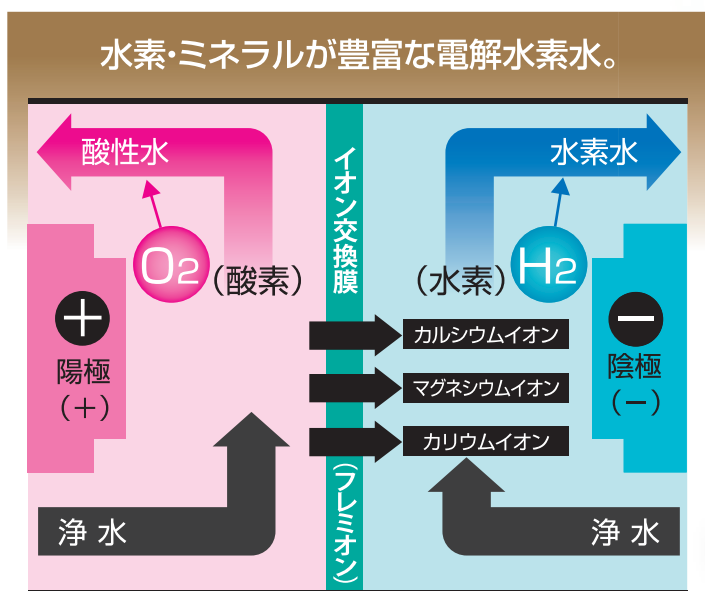 水素・ミネラルが豊富な電解水素水。
酸性水
水素水
イオン交換膜
O2
（酸素）
（水素）
H2
＋
陽極
（＋）
－
陰極
（－）
カルシウムイオン
マグネシウムイオン
カリウムイオン
（フレミオン）
浄水
浄水